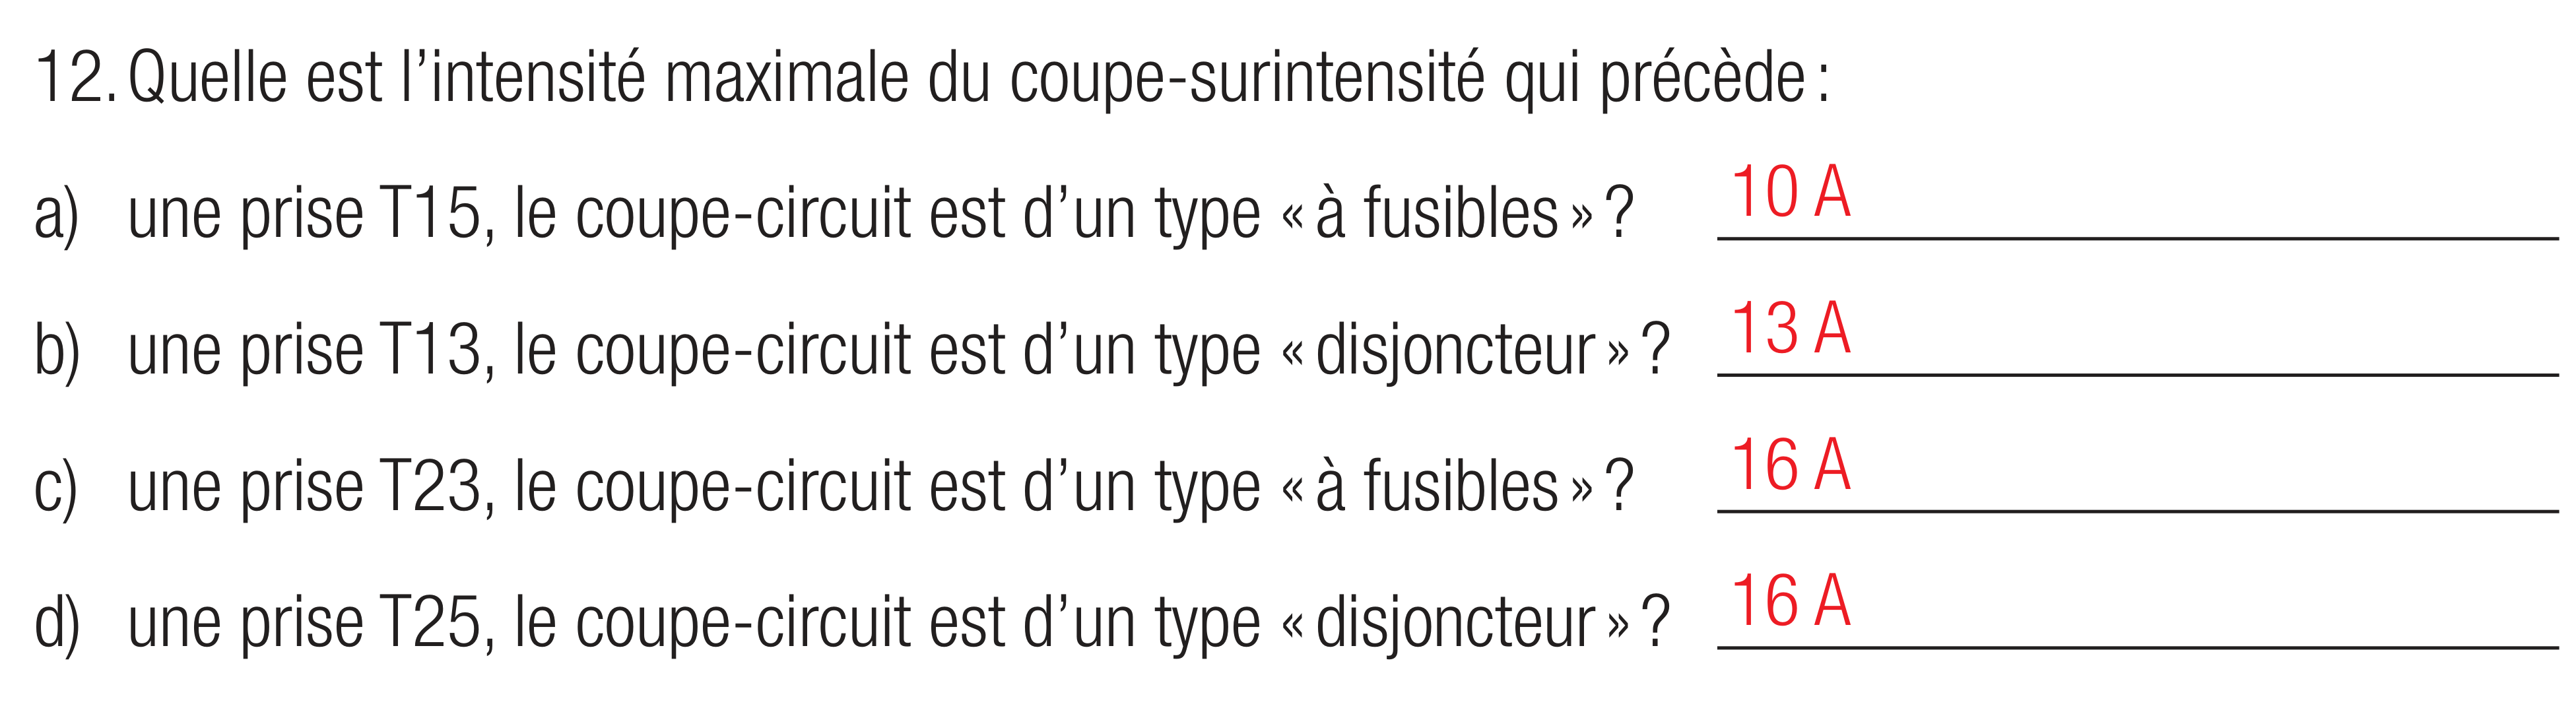 12. Quelle est l’intensité maximale du coupe-surintensité qui précède :
a) une prise T15, le coupe-circuit est d’un type « à fusibles » ? 10 A
b) une prise T13, le coupe-circuit est d’un type « disjoncteur » ? 13 A
c) une prise T23, le coupe-circuit est d’un type « à fusibles » ? 16 A
d) une prise T25, le coupe-circuit est d’un type « disjoncteur » ? 16 A